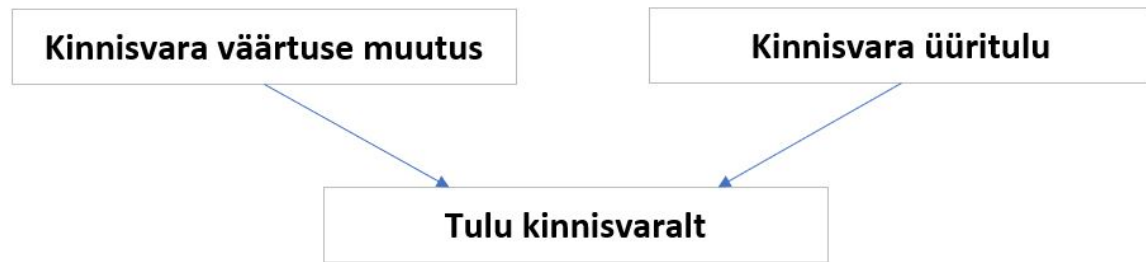 Kinnisvara väärtuse muutus
Kinnisvara üüritulu
Tulu kinnisvaralt